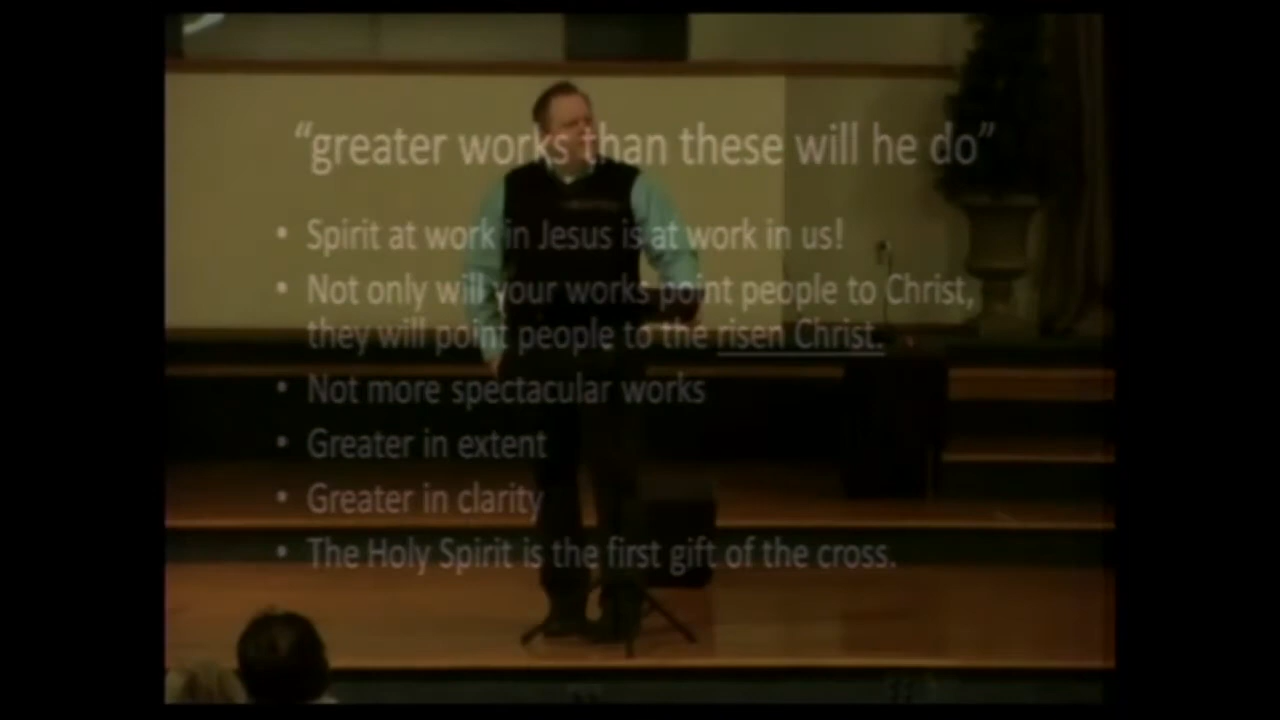 “greater works than these will he do”
• Spirit at work in Jesus is at work in us!
• Not only will your works point people to Christ,
they will point people to the risen Christ.
• Not more spectacular works
• Greater in extent
• Greater in clarity
• The Holy Spirit is the first gift of the cross.